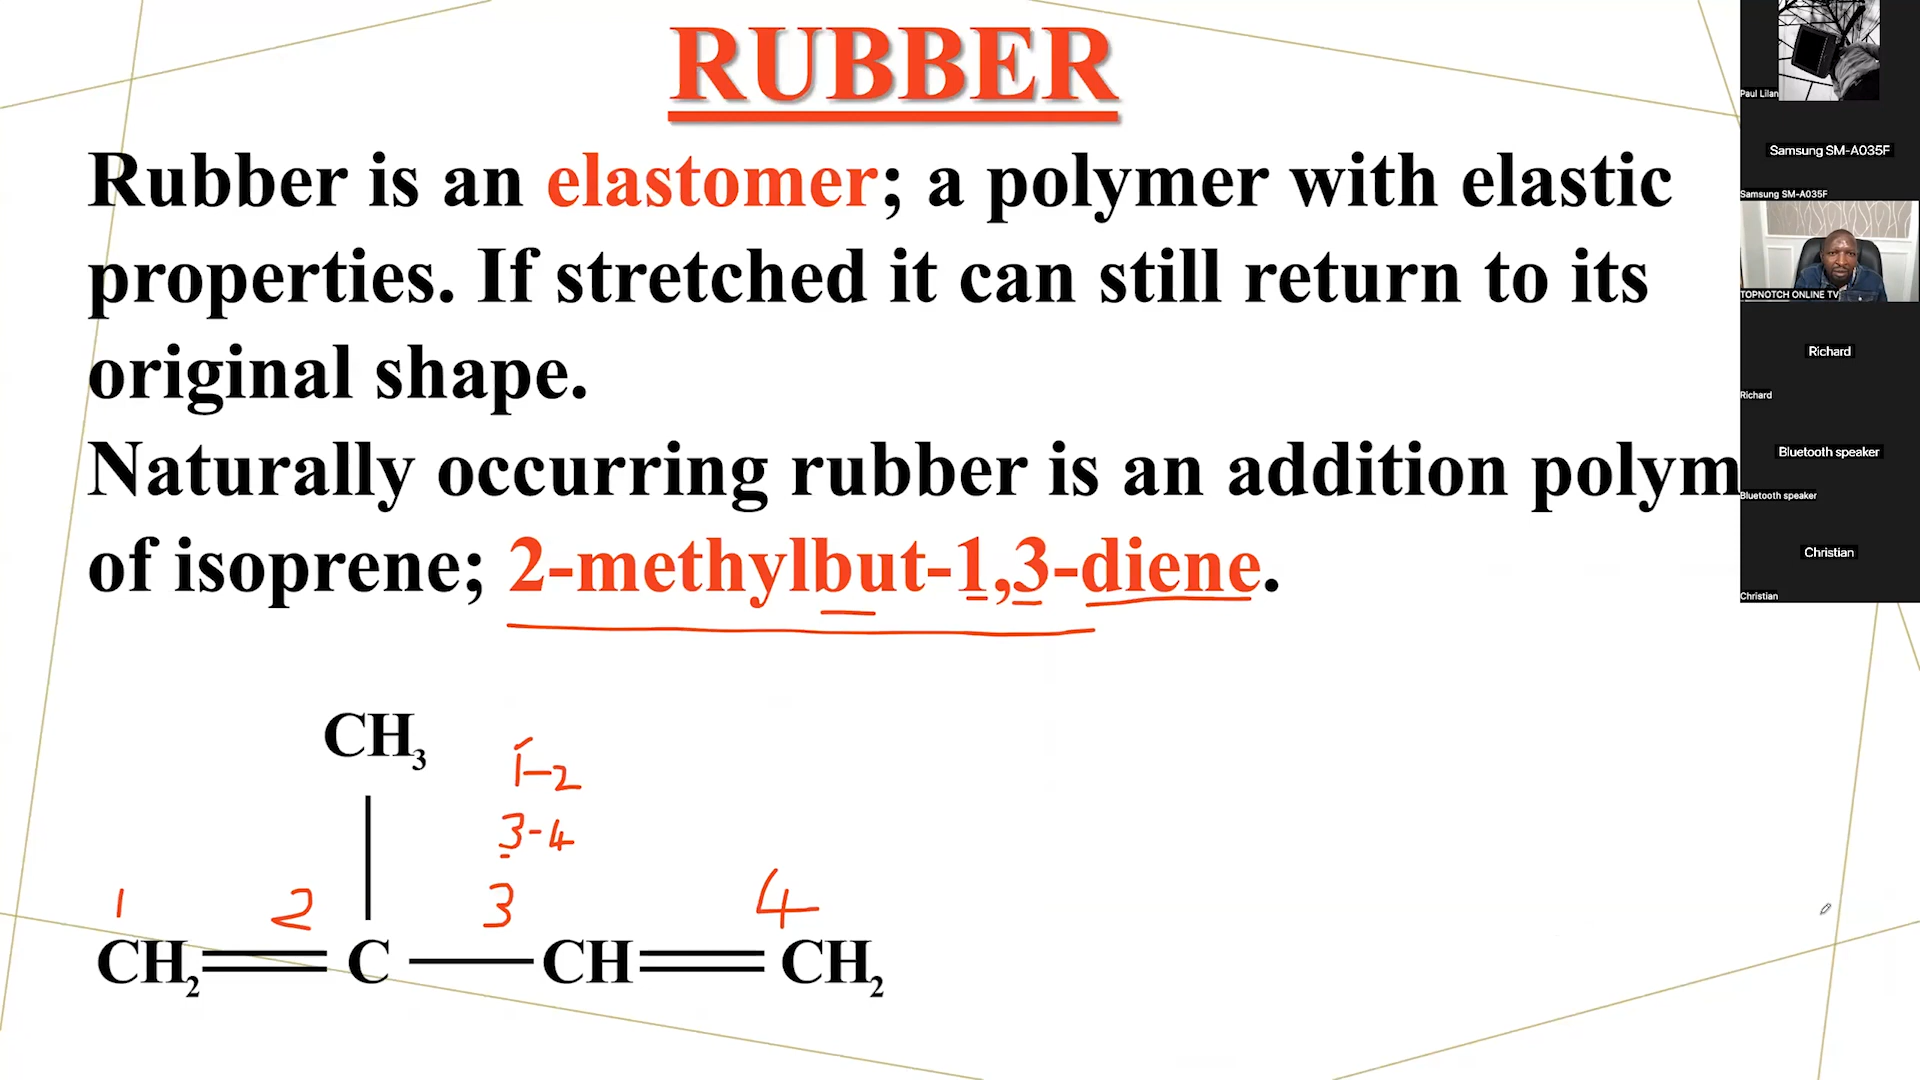 RUBBER
Rubber is an elastomer; a polymer with elastic
properties. If stretched it can still return to its
original shape.
Naturally occurring rubber is an addition polym
of isoprene; 2-methylbut-1,3-diene.
CH₃
1-2
3-4
1 2 3 4
CH₂ C CH CH₂
Paul Lilan
Samsung SM-A035F
Samsung SM-A035F
TOPNOTCH ONLINE TV
Richard
Richard
Bluetooth speaker
Bluetooth speaker
Christian
Christian